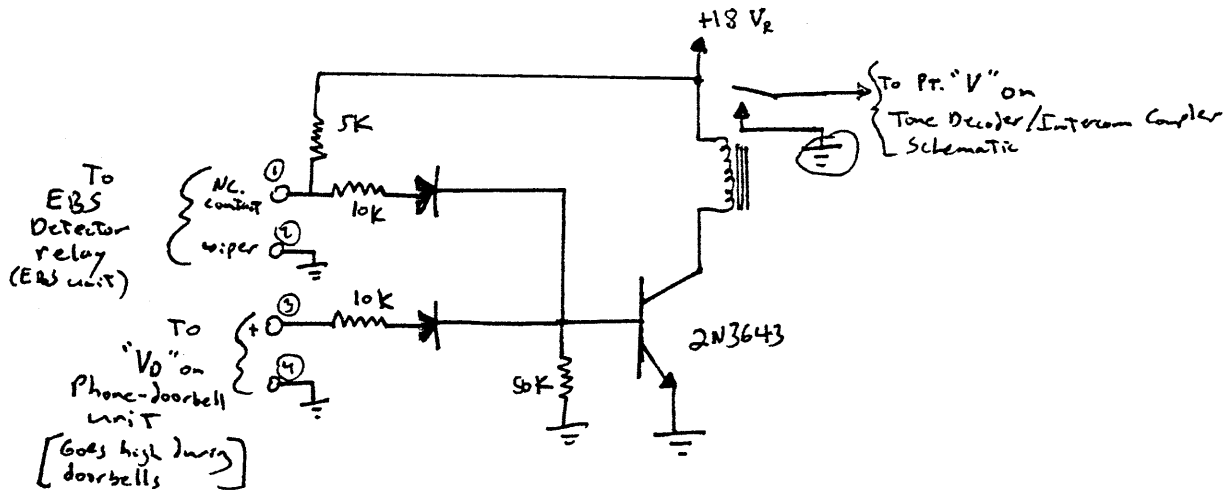 +18 VR
To PT. "V" on
Tone Decoder/Intercom Coupler
Schematic
5K
To
EBS
Detector
relay
(EBS unit)
1
N.C.
contact
10K
2
wiper
To
"VD" on
Phone-doorbell
unit
[Goes high during
doorbells]
3
+
10K
4
50K
2N3643